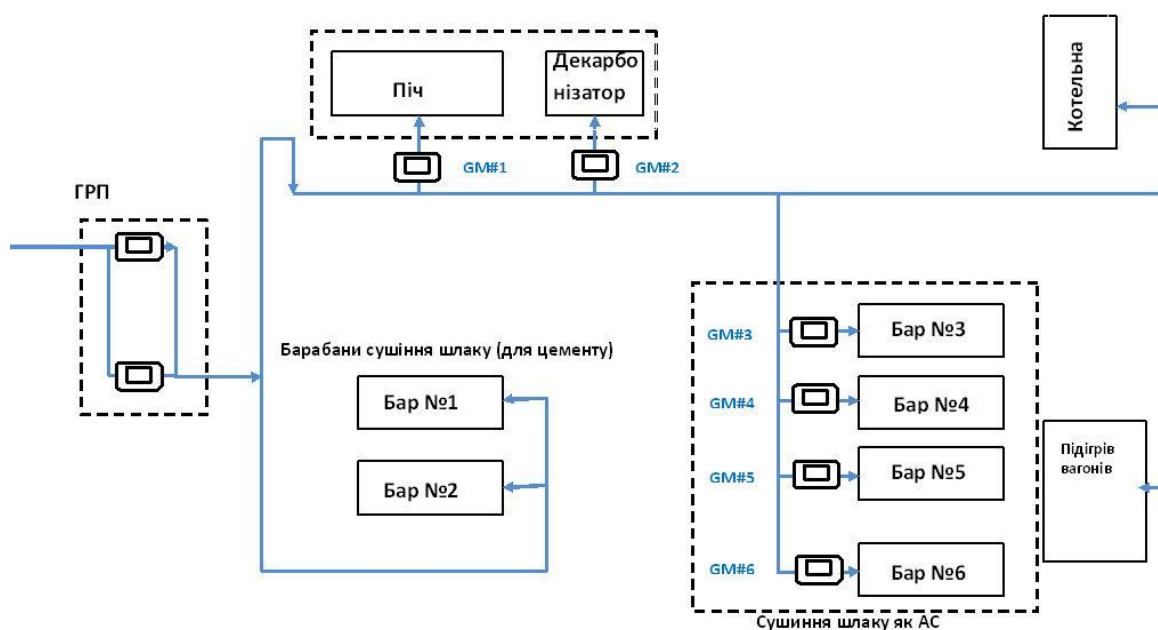 Піч
Декарбо
нізатор
Котельна
GM#1
GM#2
ГРП
Барабани сушіння шлаку (для цементу)
Бар №1
Бар №2
GM#3
Бар №3
GM#4
Бар №4
GM#5
Бар №5
GM#6
Бар №6
Підігрів
вагонів
Сушиння шлаку як АС